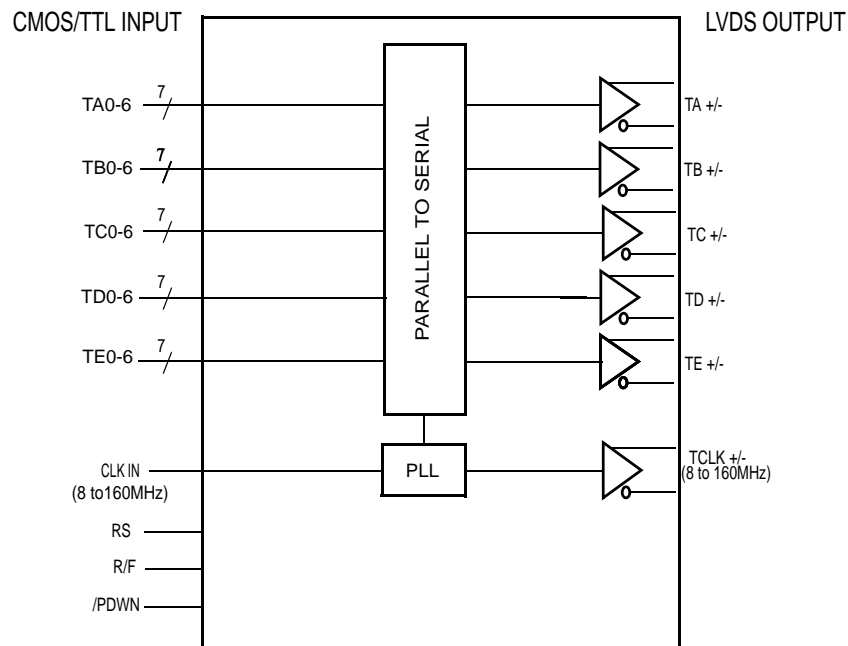 CMOS/TTL INPUT
LVDS OUTPUT
TA0-6
7
TA +/-
TB0-6
7
TB +/-
TC0-6
7
TC +/-
TD0-6
7
TD +/-
TE0-6
7
TE +/-
PARALLEL TO SERIAL
CLK IN
(8 to160MHz)
PLL
TCLK +/-
(8 to 160MHz)
RS
R/F
/PDWN